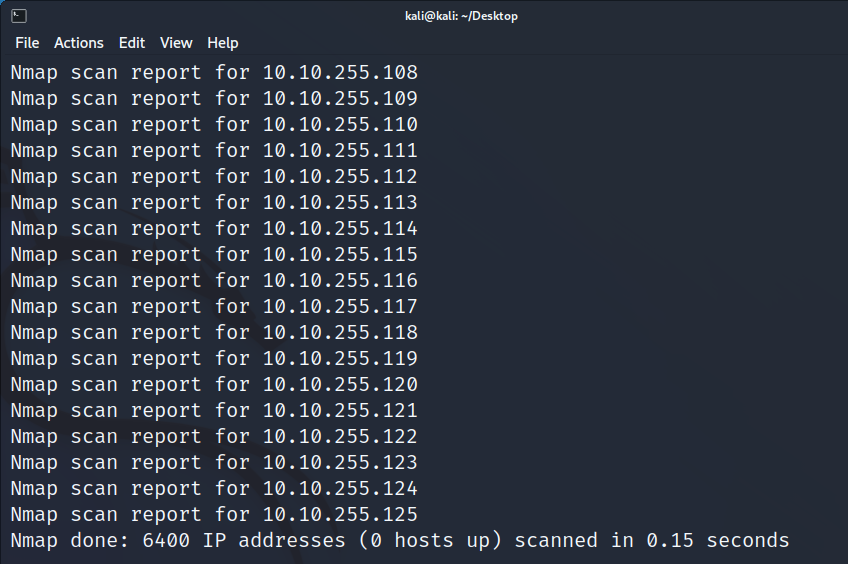 kali@kali: ~/Desktop
File Actions Edit View Help
Nmap scan report for 10.10.255.108
Nmap scan report for 10.10.255.109
Nmap scan report for 10.10.255.110
Nmap scan report for 10.10.255.111
Nmap scan report for 10.10.255.112
Nmap scan report for 10.10.255.113
Nmap scan report for 10.10.255.114
Nmap scan report for 10.10.255.115
Nmap scan report for 10.10.255.116
Nmap scan report for 10.10.255.117
Nmap scan report for 10.10.255.118
Nmap scan report for 10.10.255.119
Nmap scan report for 10.10.255.120
Nmap scan report for 10.10.255.121
Nmap scan report for 10.10.255.122
Nmap scan report for 10.10.255.123
Nmap scan report for 10.10.255.124
Nmap scan report for 10.10.255.125
Nmap done: 6400 IP addresses (0 hosts up) scanned in 0.15 seconds